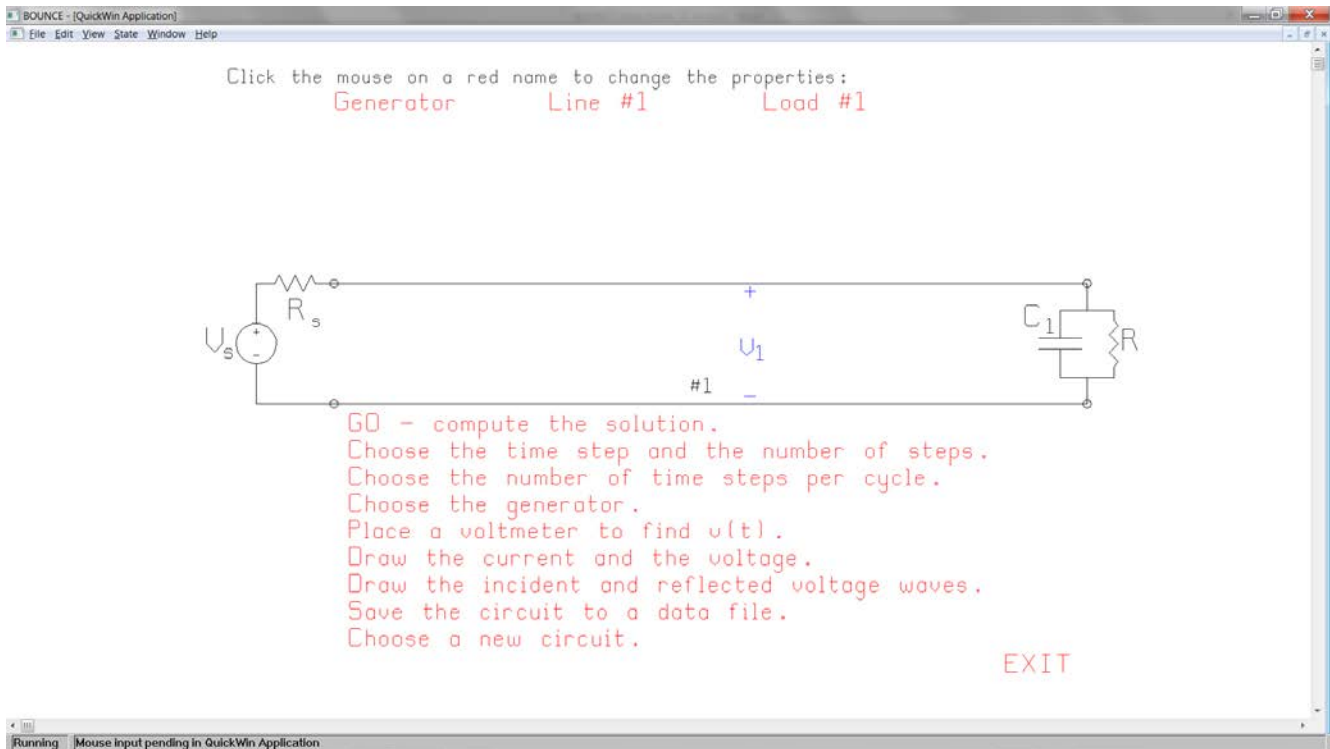 BOUNCE - [QuickWin Application]
File Edit View State Window Help
Click the mouse on a red name to change the properties:
Generator Line #1 Load #1
Rs
Vs
+
-
+
V1
-
#1
C1
R
GO - compute the solution.
Choose the time step and the number of steps.
Choose the number of time steps per cycle.
Choose the generator.
Place a voltmeter to find v(t).
Draw the current and the voltage.
Draw the incident and reflected voltage waves.
Save the circuit to a data file.
Choose a new circuit.
EXIT
Running Mouse input pending in QuickWin Application